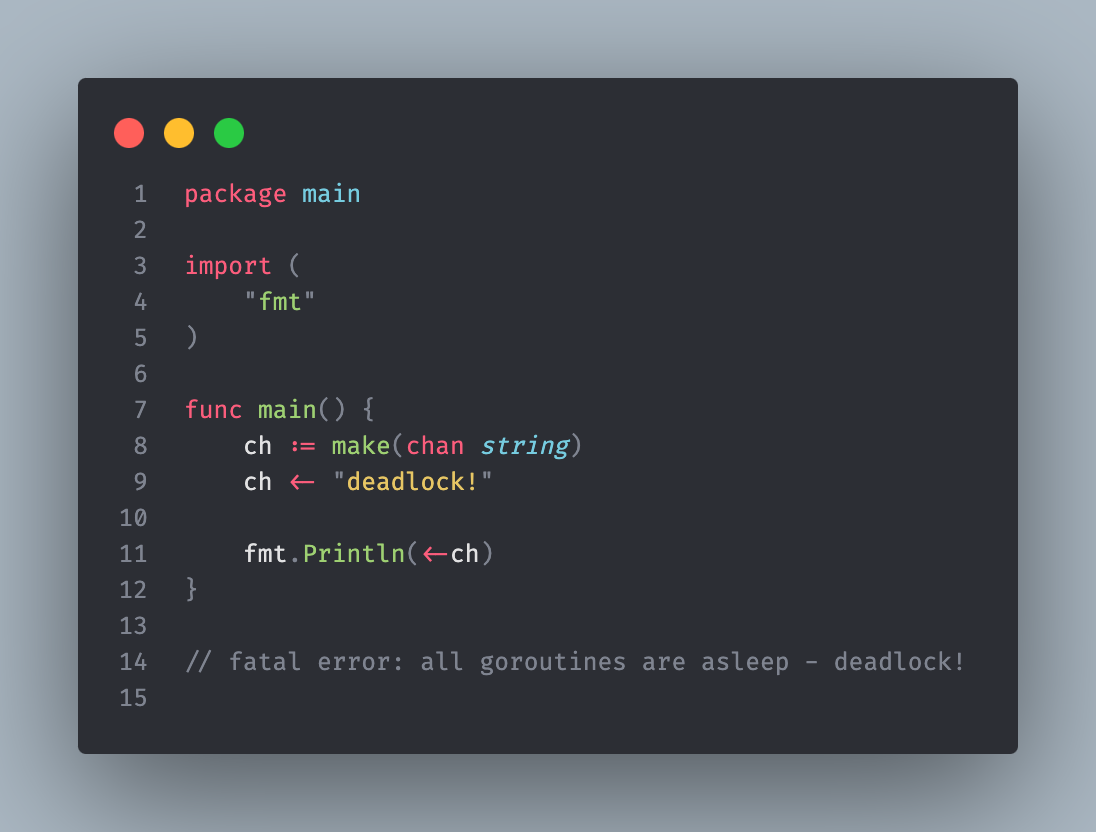 1 package main
2
3 import (
4     "fmt"
5 )
6
7 func main() {
8     ch := make(chan string)
9     ch <- "deadlock!"
10
11     fmt.Println(<-ch)
12 }
13
14 // fatal error: all goroutines are asleep - deadlock!
15